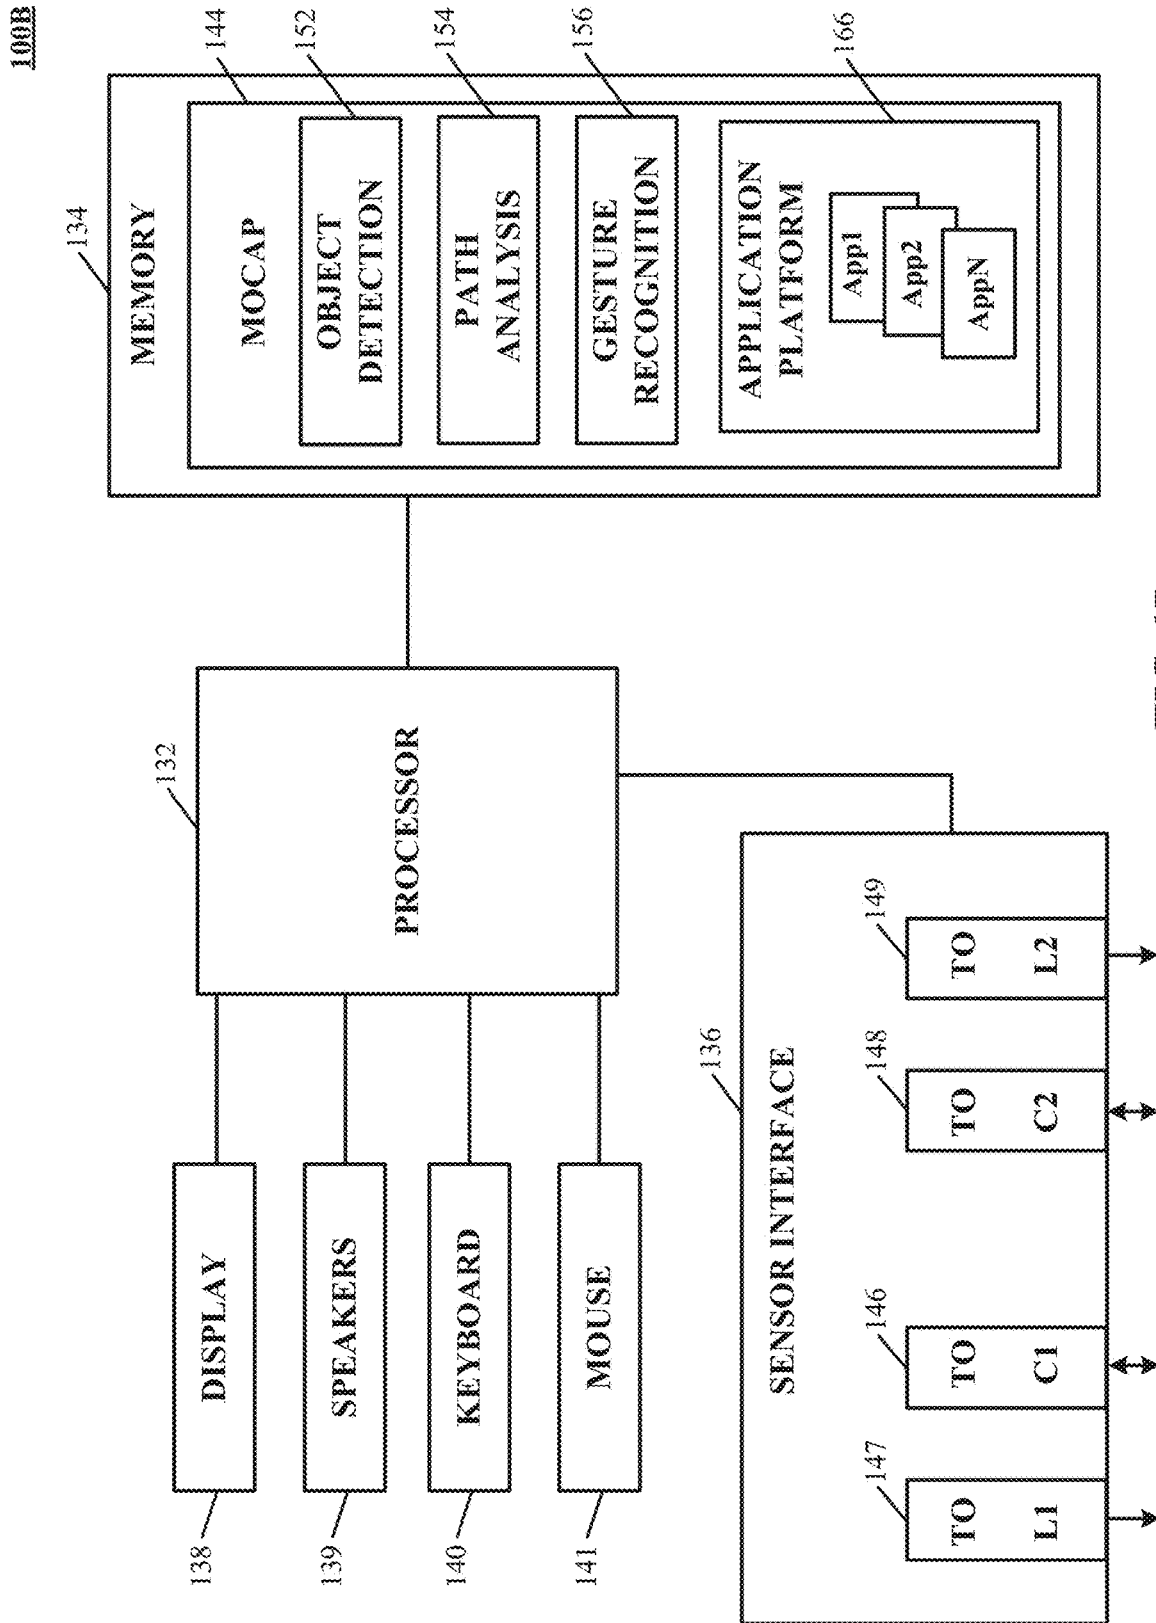 100B
134
MEMORY
144
MOCAP
152
OBJECT
DETECTION
154
PATH
ANALYSIS
156
GESTURE
RECOGNITION
166
APPLICATION
PLATFORM
App1
App2
AppN
132
PROCESSOR
138
DISPLAY
139
SPEAKERS
140
KEYBOARD
141
MOUSE
136
SENSOR INTERFACE
147
TO
L1
146
TO
C1
148
TO
C2
149
TO
L2